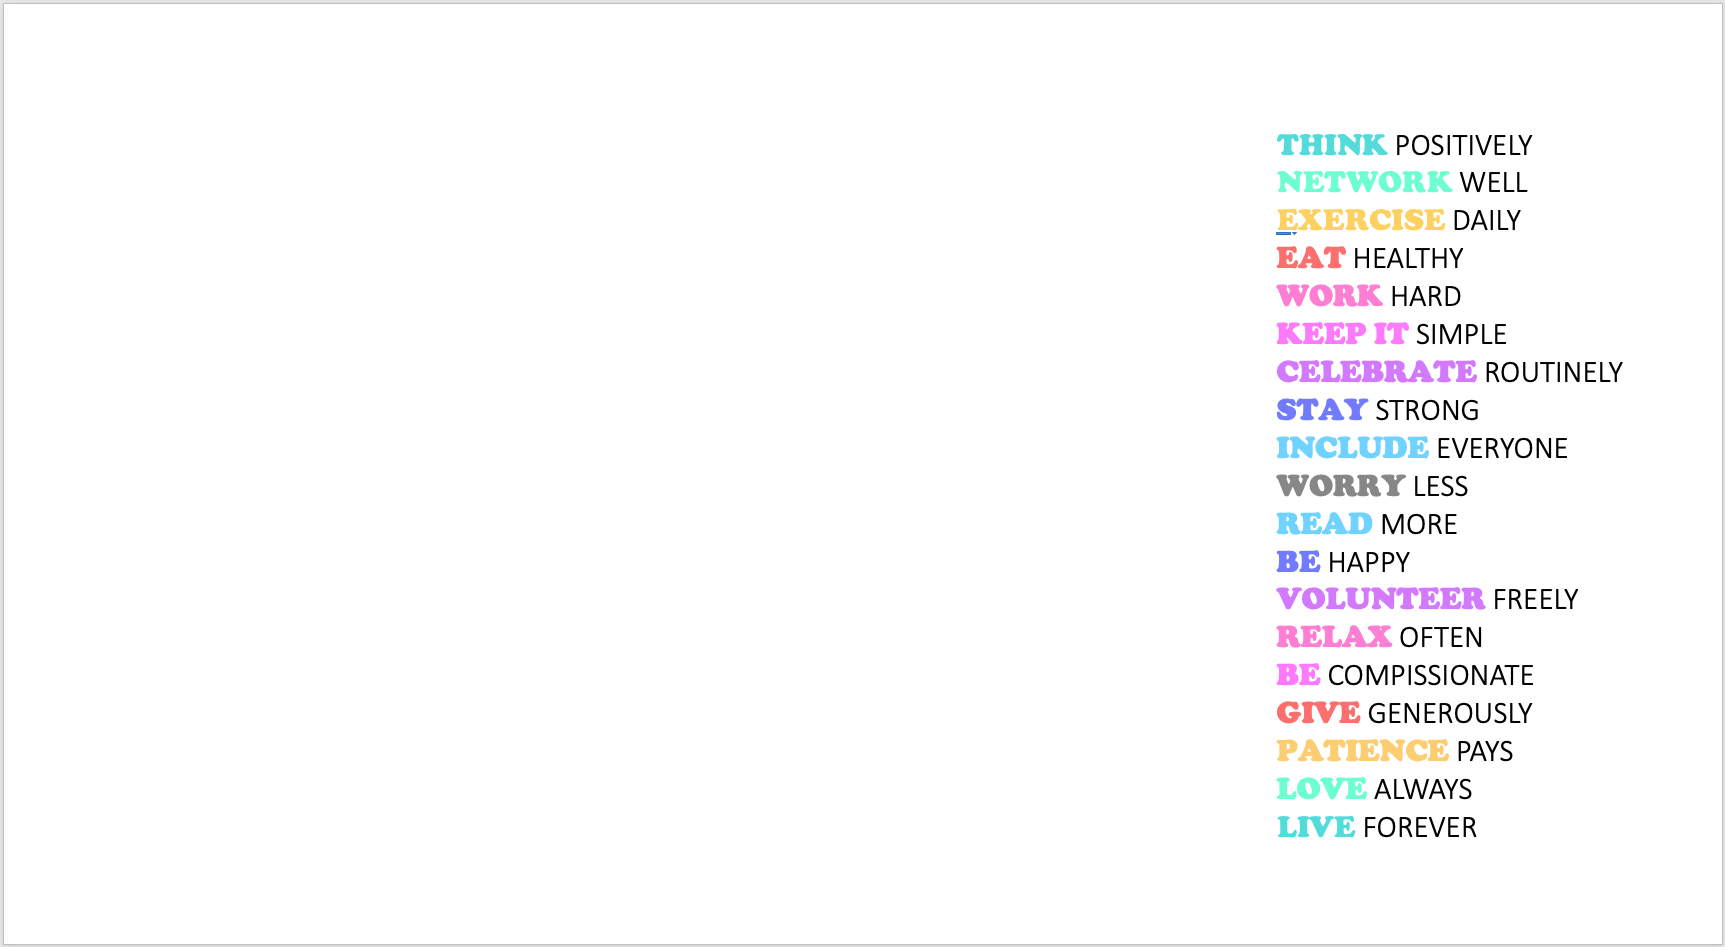 THINK POSITIVELY
NETWORK WELL
EXERCISE DAILY
EAT HEALTHY
WORK HARD
KEEP IT SIMPLE
CELEBRATE ROUTINELY
STAY STRONG
INCLUDE EVERYONE
WORRY LESS
READ MORE
BE HAPPY
VOLUNTEER FREELY
RELAX OFTEN
BE COMPISSIONATE
GIVE GENEROUSLY
PATIENCE PAYS
LOVE ALWAYS
LIVE FOREVER